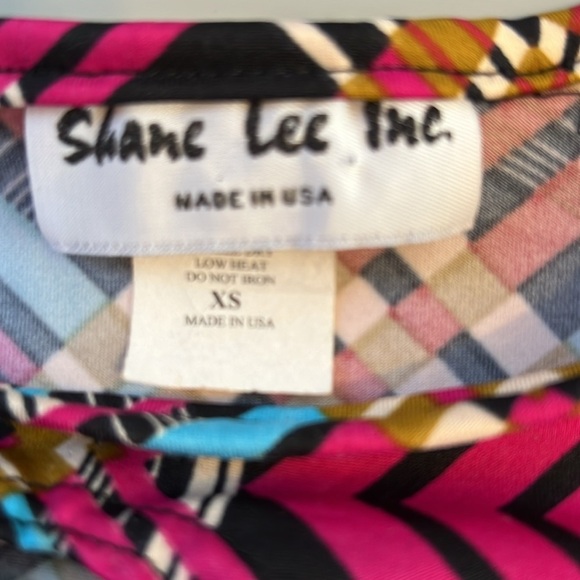 Shane Lee Inc.
MADE IN USA
LOW HEAT
DO NOT IRON
XS
MADE IN USA